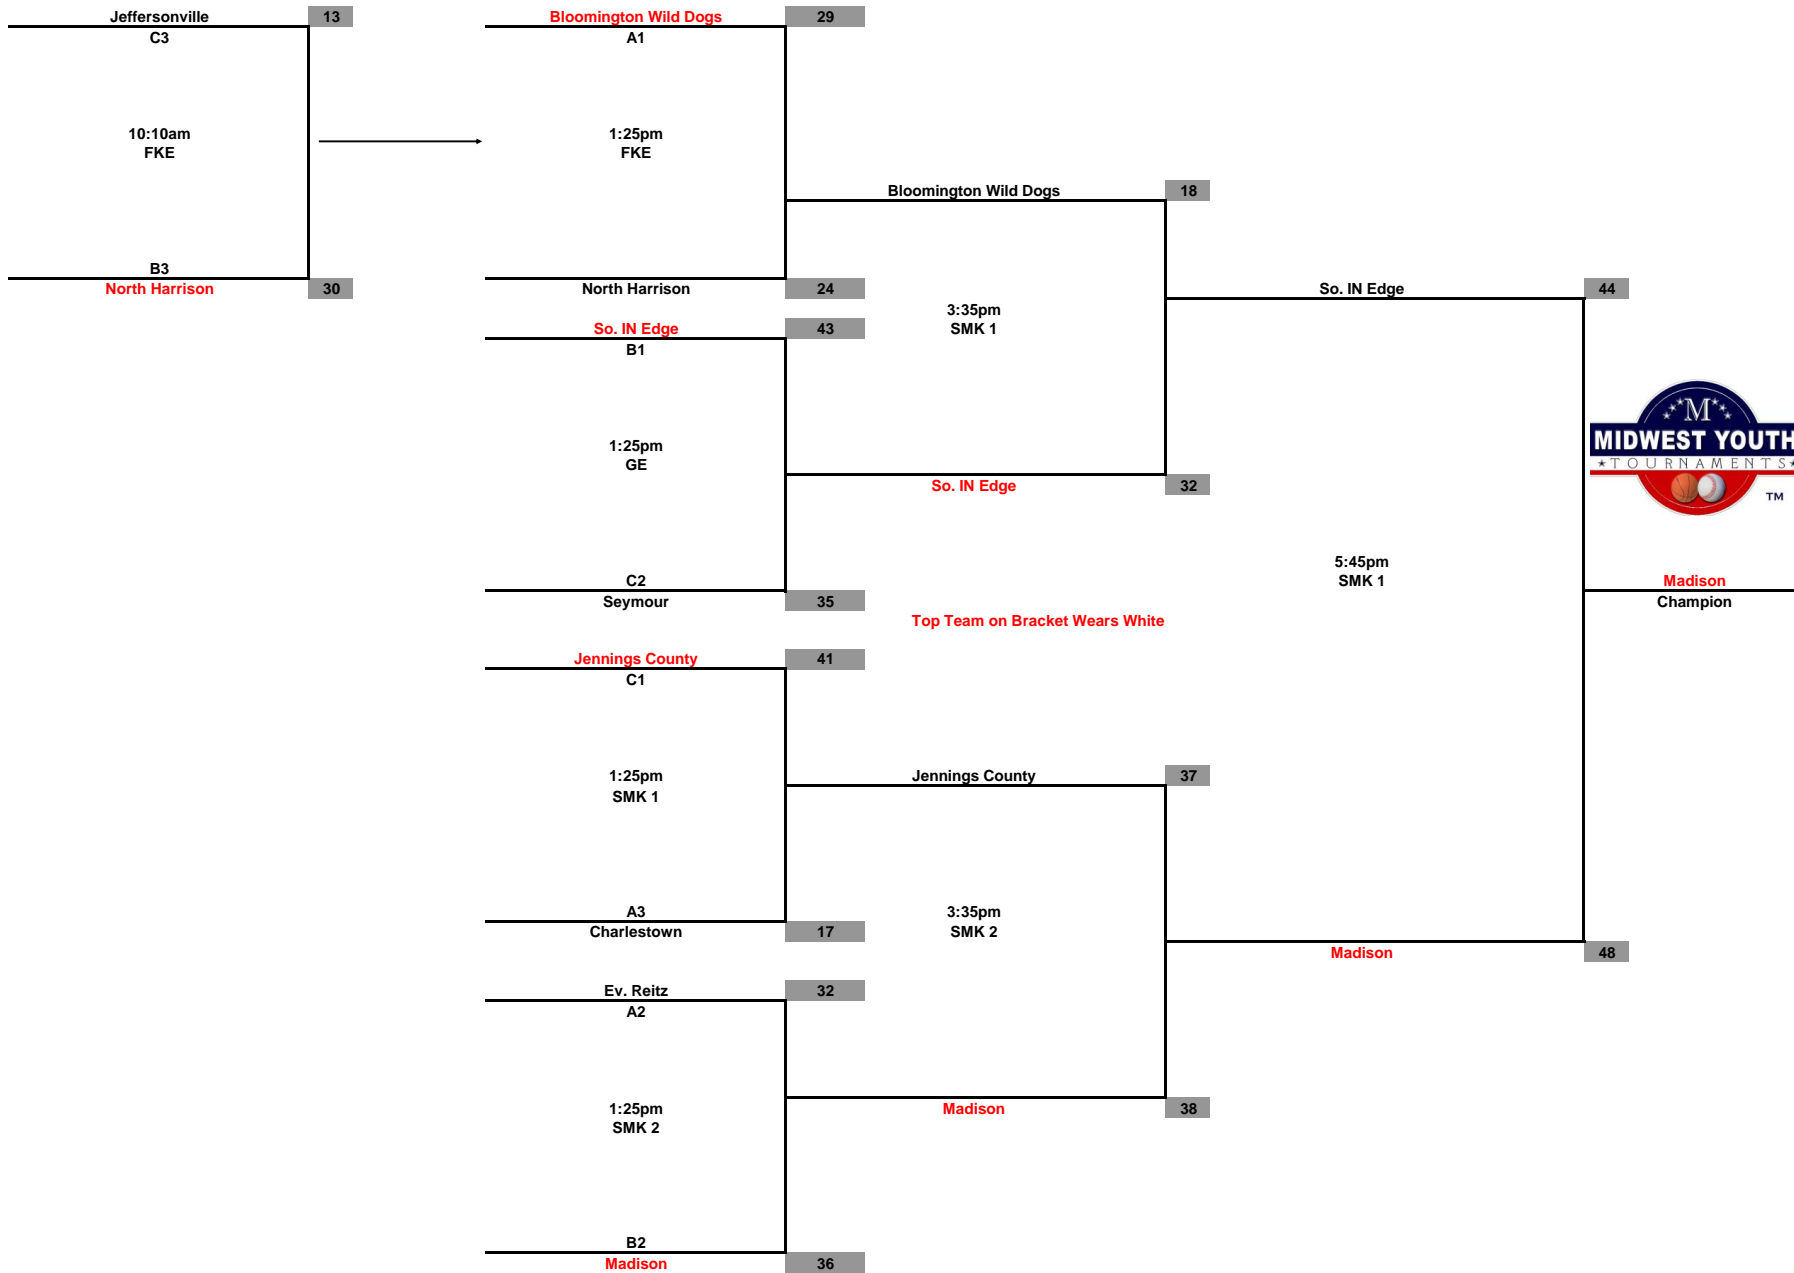 Jeffersonville 13
C3
10:10am
FKE
B3
North Harrison 30
Bloomington Wild Dogs 29
A1
1:25pm
FKE
North Harrison 24
So. IN Edge 43
B1
1:25pm
GE
C2
Seymour 35
Jennings County 41
C1
1:25pm
SMK 1
A3
Charlestown 17
Ev. Reitz 32
A2
1:25pm
SMK 2
B2
Madison 36
Bloomington Wild Dogs 18
3:35pm
SMK 1
So. IN Edge 32
Top Team on Bracket Wears White
Jennings County 37
3:35pm
SMK 2
Madison 38
So. IN Edge 44
5:45pm
SMK 1
Madison 48
M
MIDWEST YOUTH
TOURNAMENTS
TM
Madison
Champion